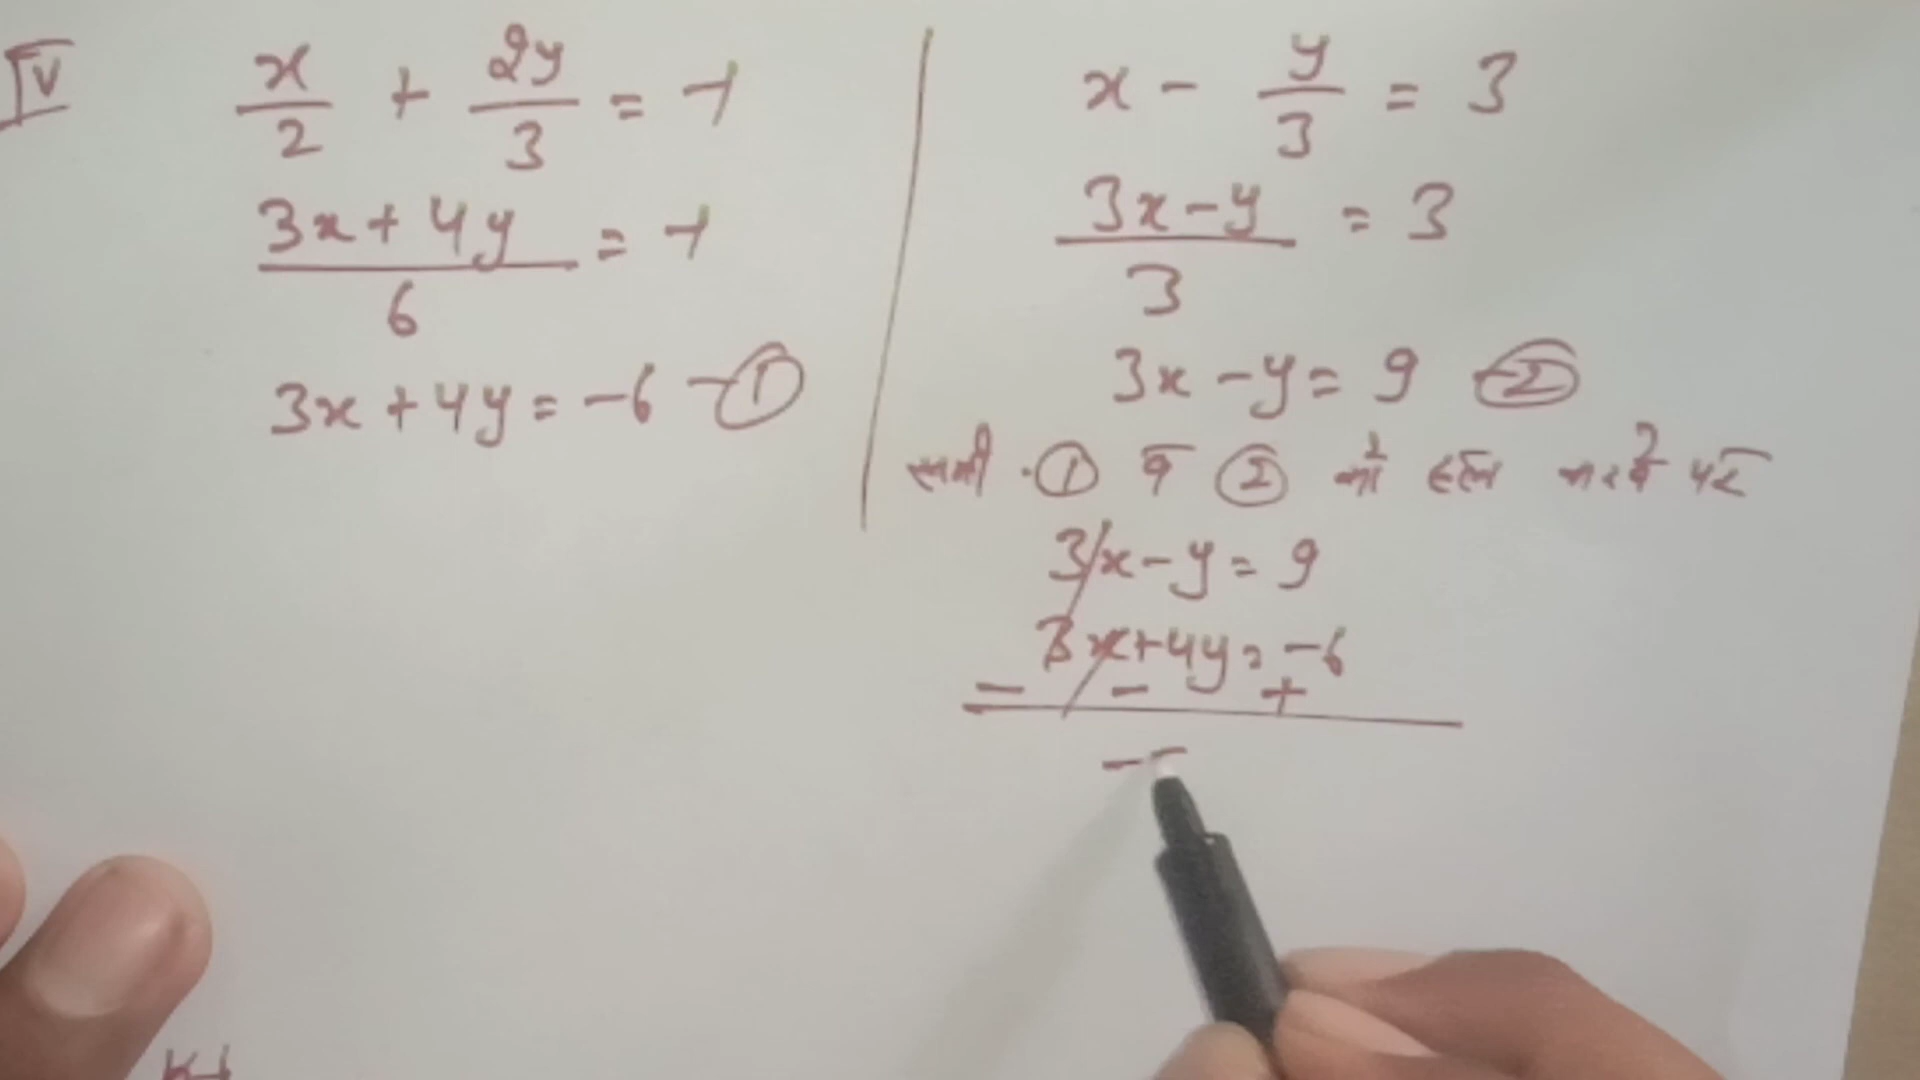 IV
x/2 + 2y/3 = -1
3x+4y/6 = -1
3x+4y=-6 -①
x - y/3 = 3
3x-y/3 = 3
3x-y=9 -②
समी. ① व ② को हल करने पर
3x-y=9
3x+4y=-6
- - +
-5